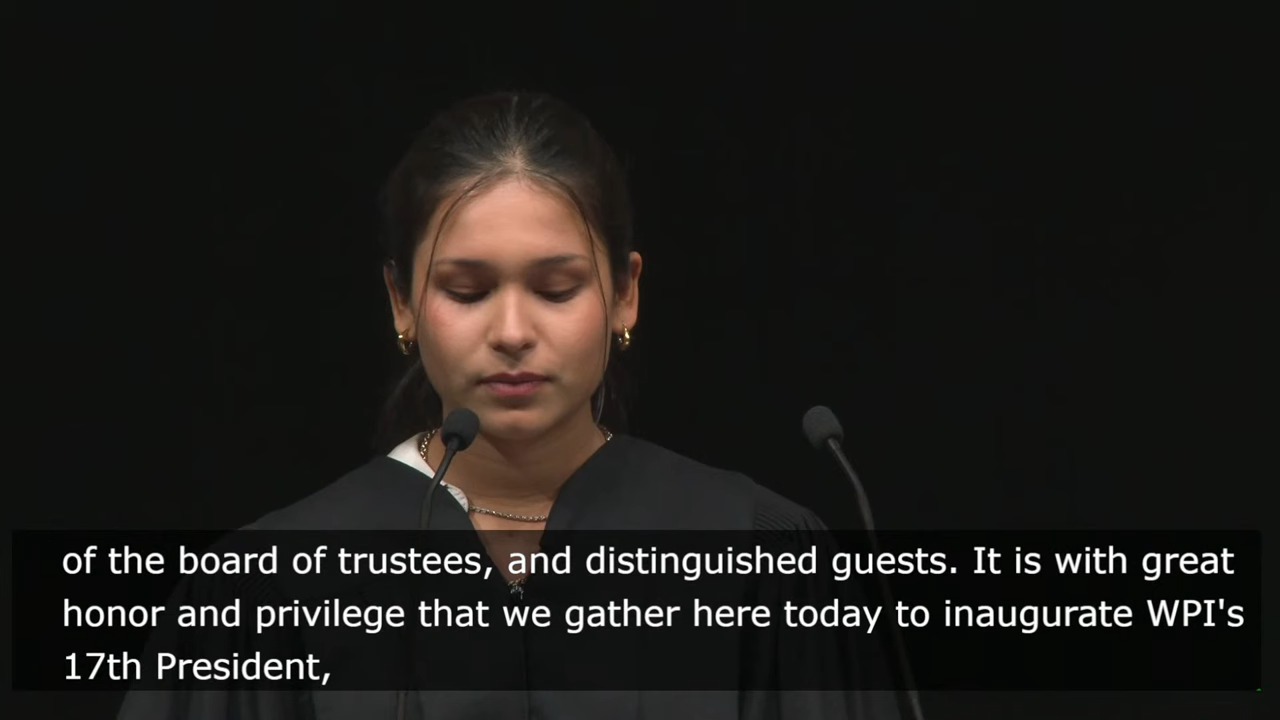 of the board of trustees, and distinguished guests. It is with great
honor and privilege that we gather here today to inaugurate WPI's
17th President,